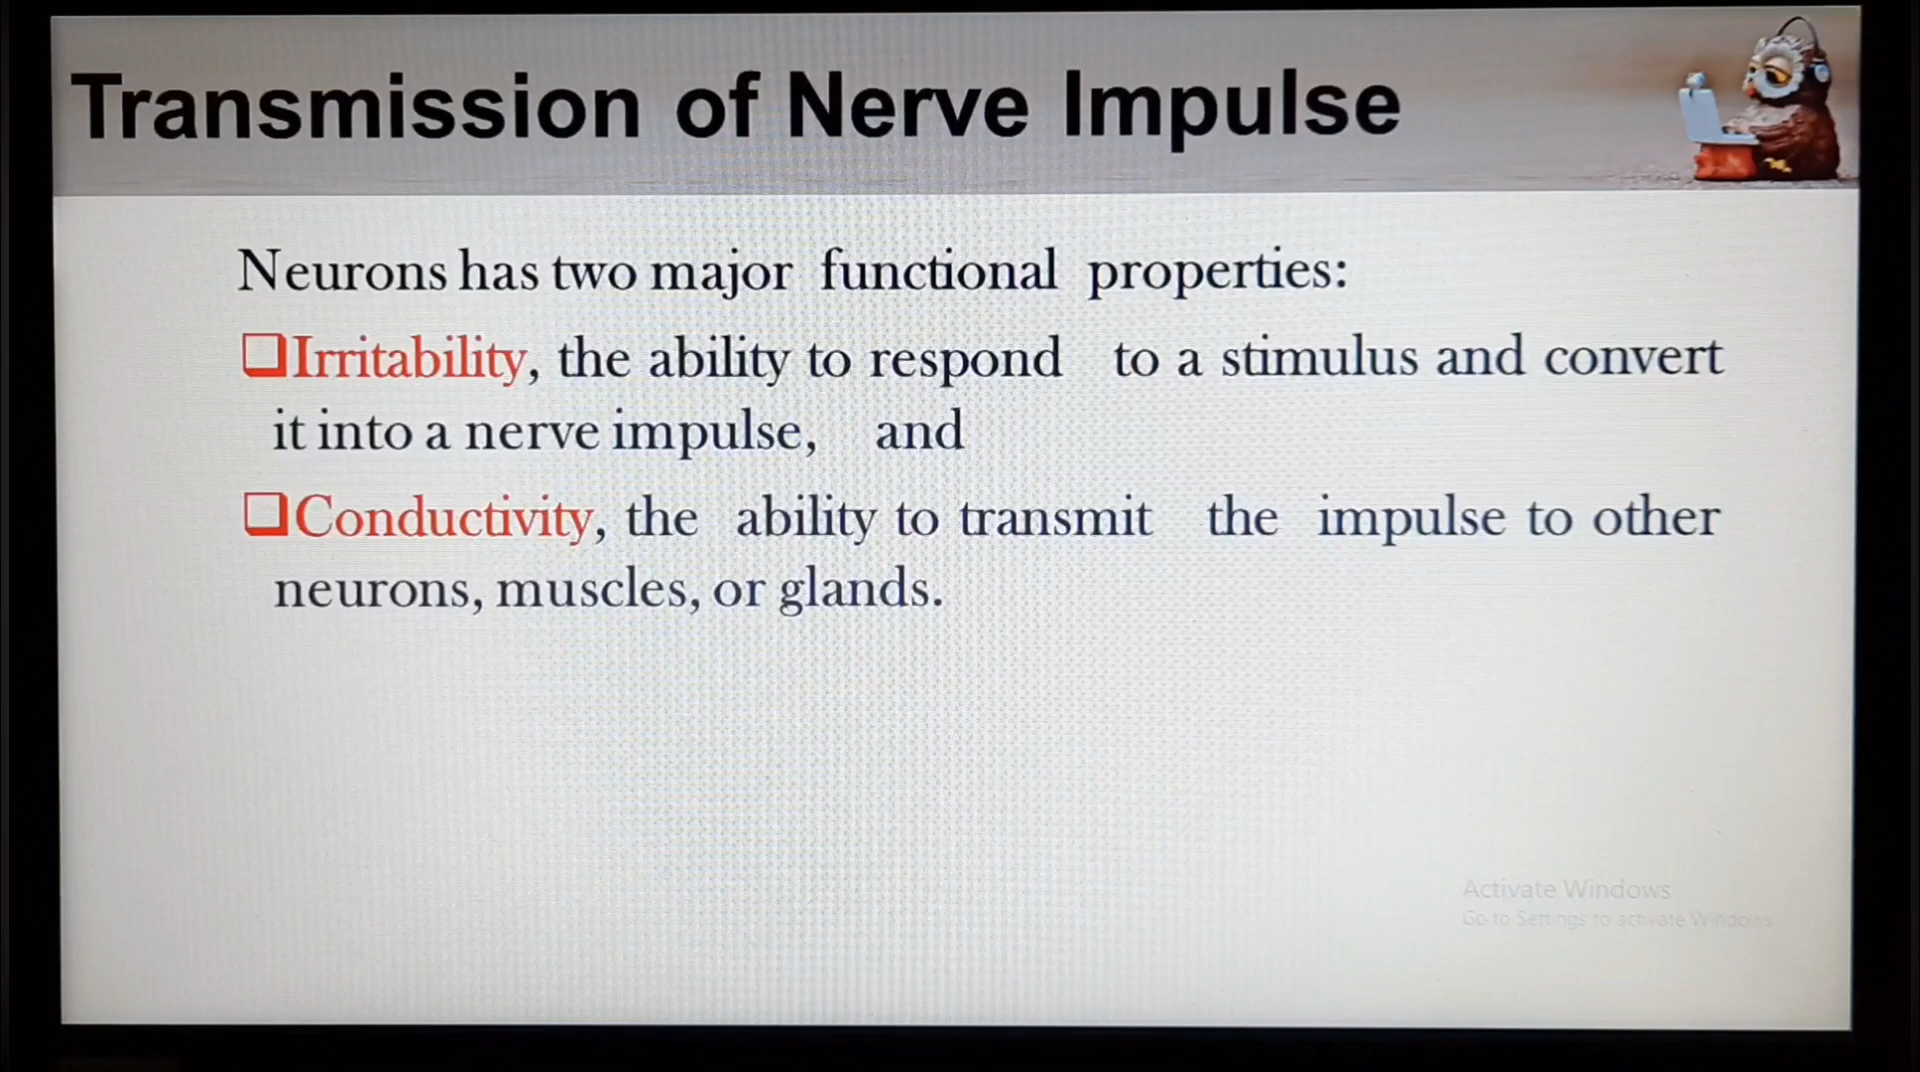 Transmission of Nerve Impulse
Neurons has two major functional properties:
❑Irritability, the ability to respond to a stimulus and convert
it into a nerve impulse, and
❑Conductivity, the ability to transmit the impulse to other
neurons, muscles, or glands.
Activate Windows
Go to Settings to activate Windows.